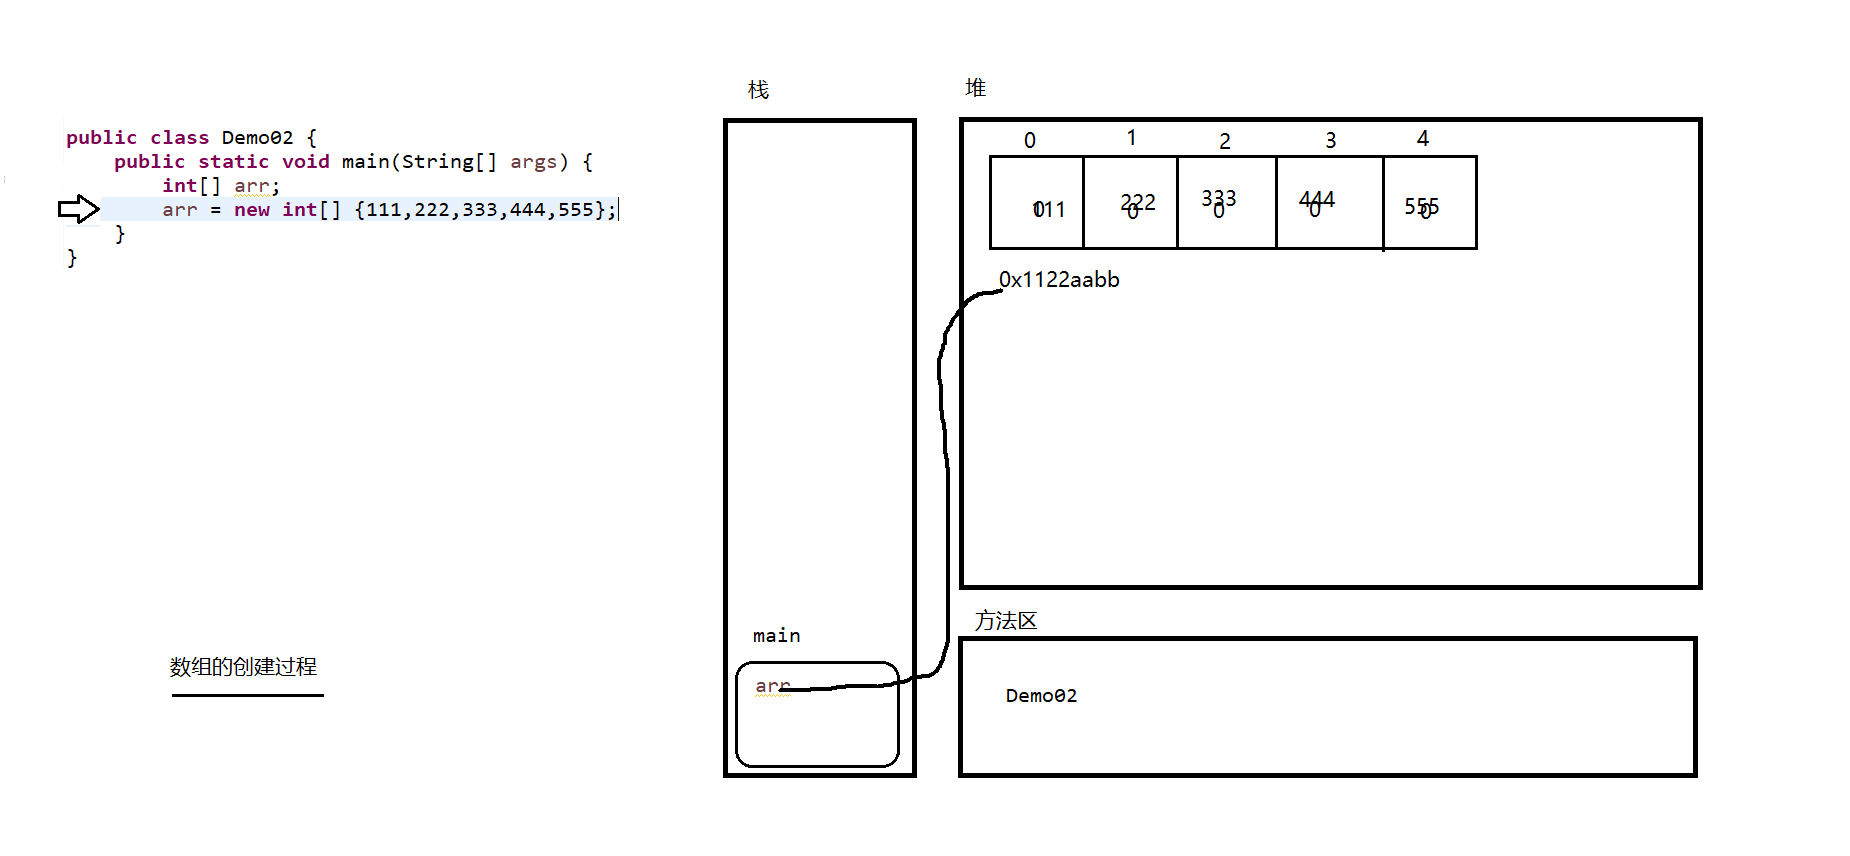 public class Demo02 {
public static void main(String[] args) {
int[] arr;
arr = new int[] {111,222,333,444,555};
}
}
数组的创建过程
栈
main
arr
堆
0 1 2 3 4
111 222 333 444 555
0 0 0 0 0
0x1122aabb
方法区
Demo02